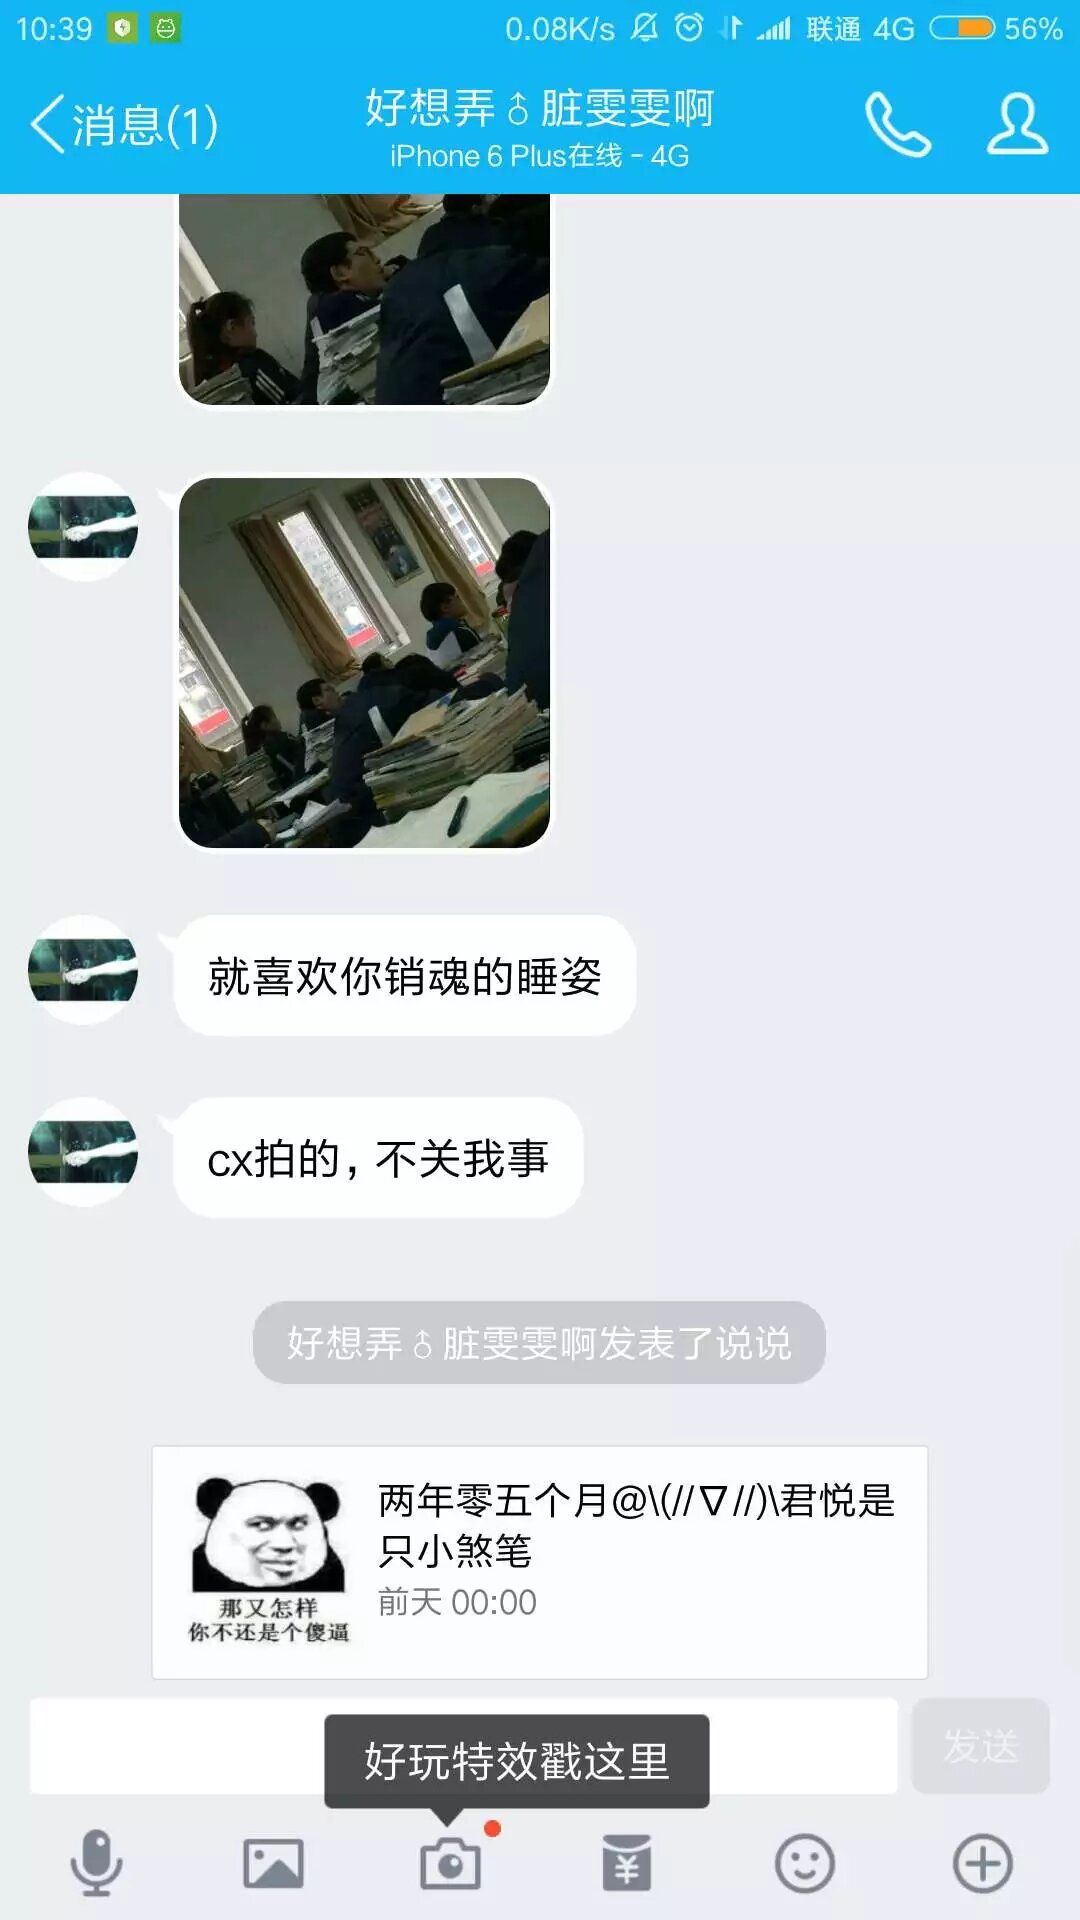 10:39
0.08K/s 联通 4G 56%
消息(1)
好想弄♂脏雯雯啊
iPhone 6 Plus在线 - 4G
就喜欢你销魂的睡姿
cx拍的，不关我事
好想弄♂脏雯雯啊发表了说说
两年零五个月@\(//∇//)\君悦是
只小煞笔
前天 00:00
那又怎样
你不还是个傻逼
发送
好玩特效戳这里